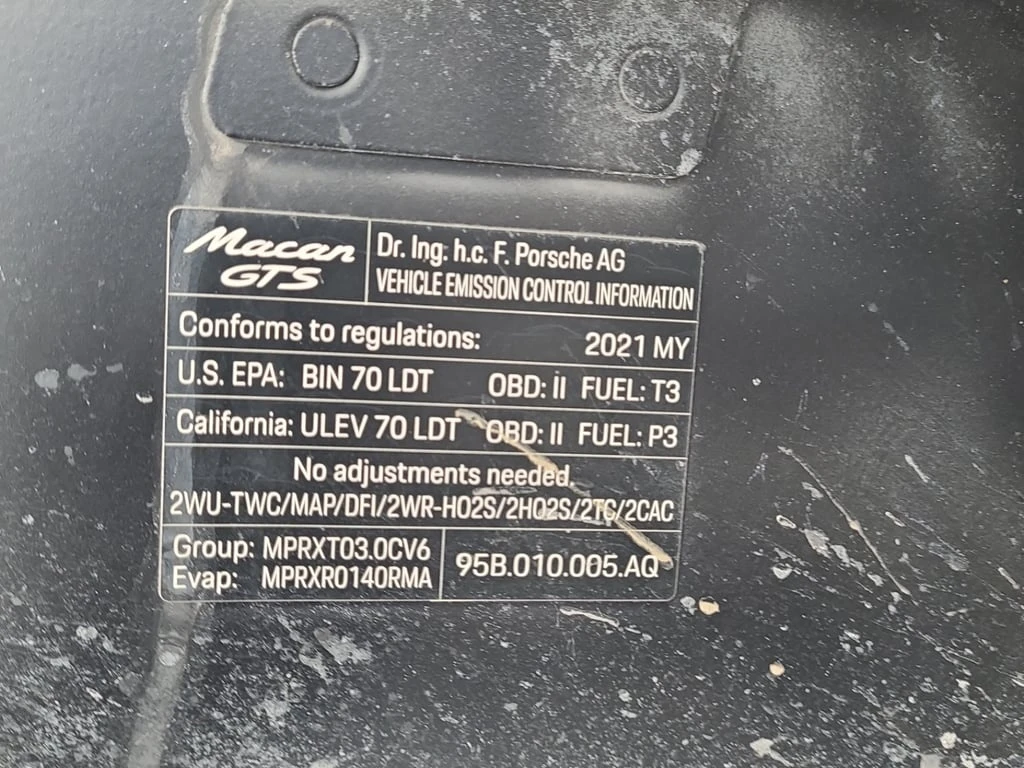 Macan
GTS
Dr. Ing. h.c. F. Porsche AG
VEHICLE EMISSION CONTROL INFORMATION
Conforms to regulations: 2021 MY
U.S. EPA: BIN 70 LDT OBD: II FUEL: T3
California: ULEV 70 LDT OBD: II FUEL: P3
No adjustments needed.
2WU-TWC/MAP/DFI/2WR-HO2S/2HO2S/2TC/2CAC
Group: MPRXT03.0CV6
Evap: MPRXR0140RMA
95B.010.005.AQ